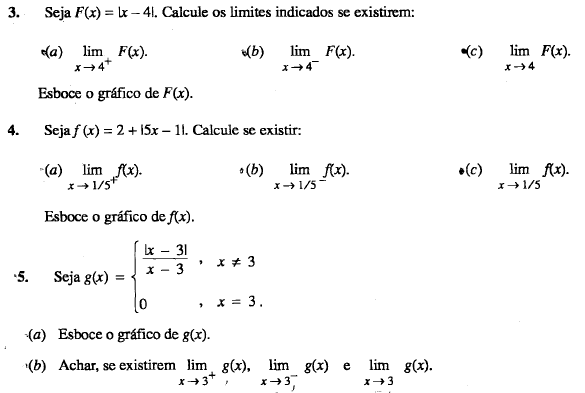 3. Seja F(x) = |x – 4|. Calcule os limites indicados se existirem:
(a) lim x→4⁺ F(x). (b) lim x→4⁻ F(x). (c) lim x→4 F(x).
Esboce o gráfico de F(x).
4. Seja f (x) = 2 + |5x – 1|. Calcule se existir:
(a) lim x→1/5⁺ f(x). (b) lim x→1/5⁻ f(x). (c) lim x→1/5 f(x).
Esboce o gráfico de f(x).
5. Seja g(x) = { |x – 3| / x – 3 , x ≠ 3
0 , x = 3 .
(a) Esboce o gráfico de g(x).
(b) Achar, se existirem lim x→3⁺ g(x), lim x→3⁻ g(x) e lim x→3 g(x).